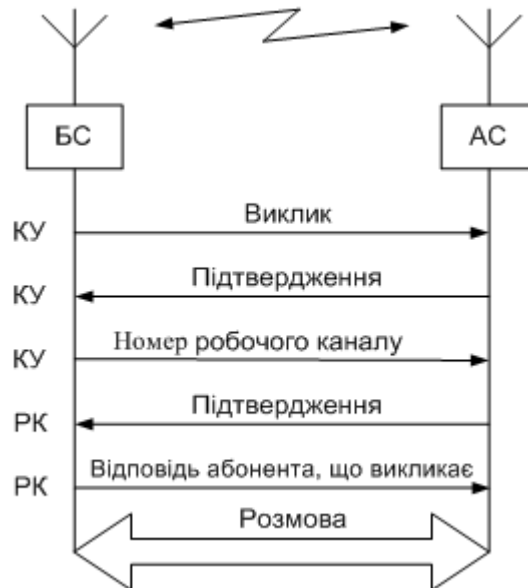 БС
АС
КУ
Виклик
КУ
Підтвердження
КУ
Номер робочого каналу
РК
Підтвердження
РК
Відповідь абонента, що викликає
Розмова